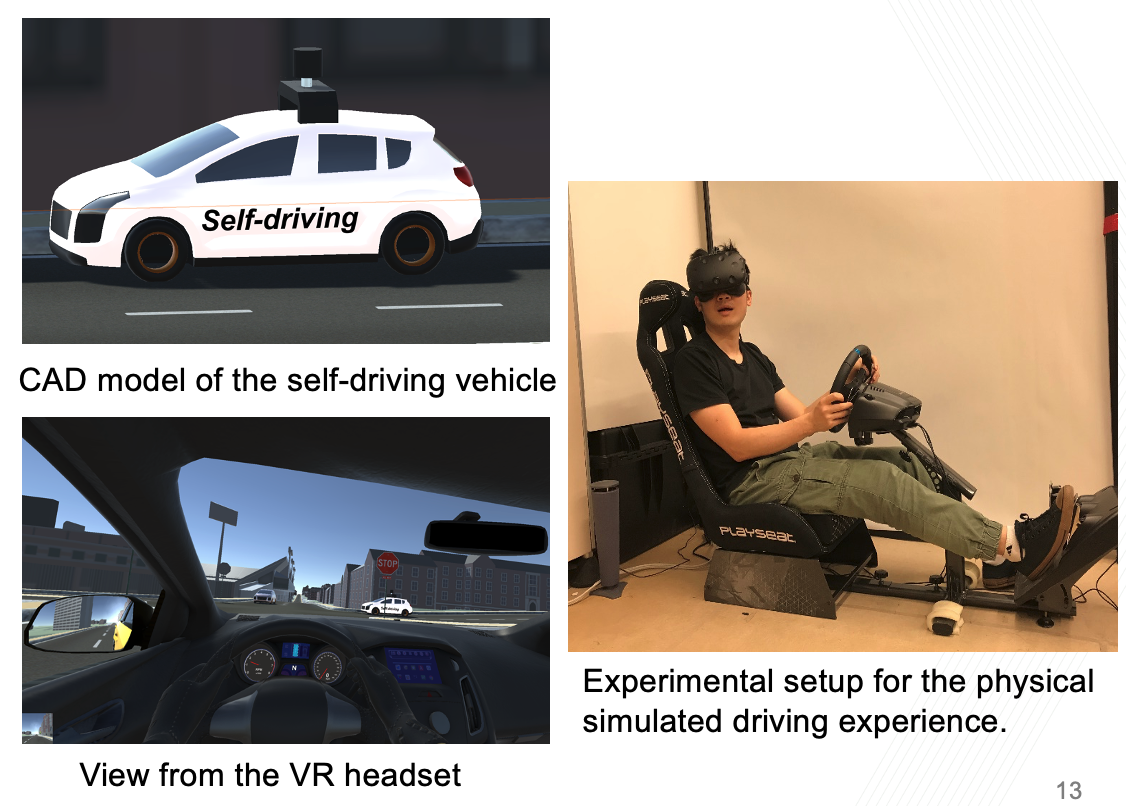 Self-driving
CAD model of the self-driving vehicle
STOP
N
0
View from the VR headset
PLAYSEAT
PLAYSEAT
PLAYSEAT
Experimental setup for the physical
simulated driving experience.
13